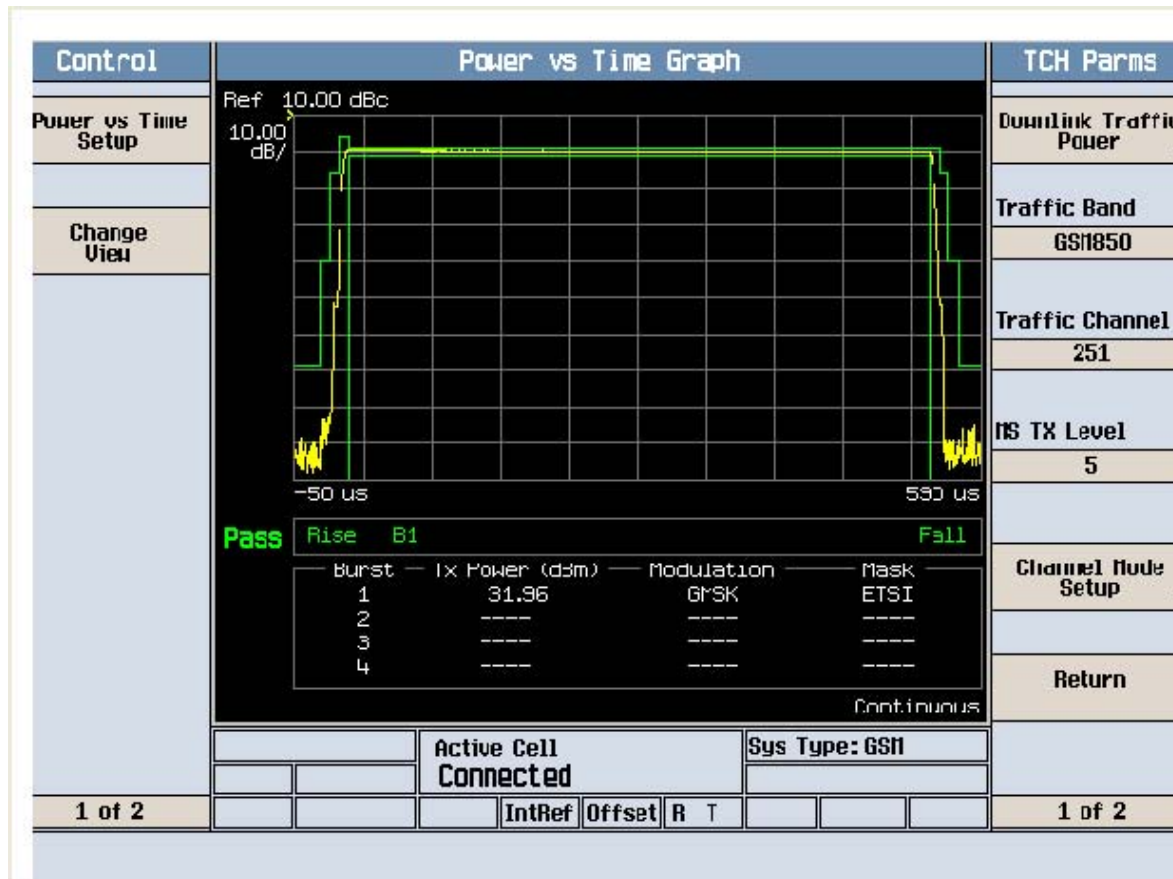 Control
Power vs Time Graph
TCH Parms
Power vs Time
Setup
Change
View
1 of 2
Ref 10.00 dBc
10.00
dB/
-50 us
590 us
Pass
Rise B1
Fall
Burst Tx Power (dBm) Modulation Mask
1 31.96 GMSK ETSI
2 ---- ---- ----
3 ---- ---- ----
4 ---- ---- ----
Continuous
Active Cell
Connected
Sys Type: GSM
IntRef Offset R T
Downlink Traffic
Power
Traffic Band
GSM850
Traffic Channel
251
MS TX Level
5
Channel Mode
Setup
Return
1 of 2